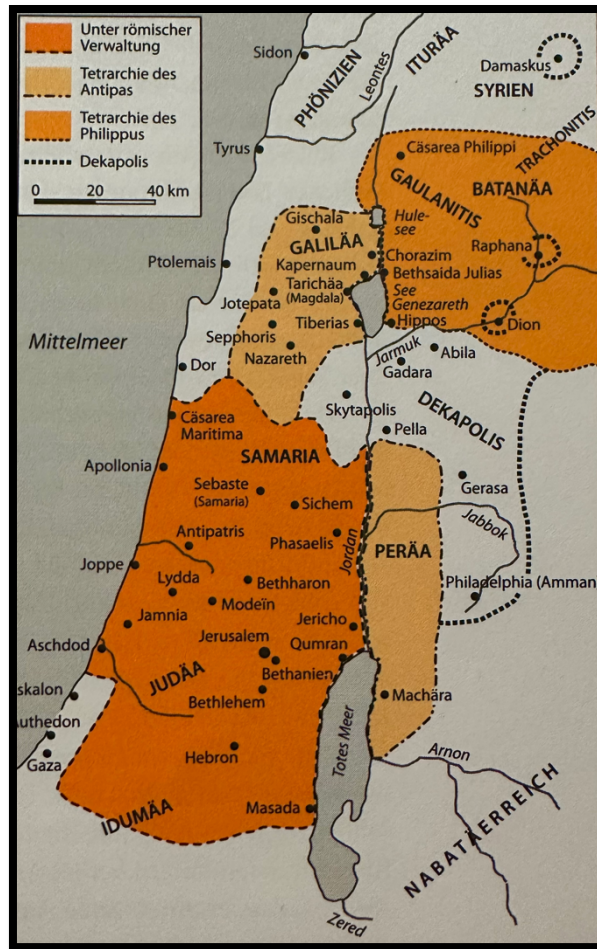 Unter römischer
Verwaltung
Tetrarchie des
Antipas
Tetrarchie des
Philippus
Dekapolis
0 20 40 km
Sidon
PHÖNIZIEN
Leontes
ITURÄA
Damaskus
SYRIEN
TRACHONITIS
Tyrus
Cäsarea Philippi
GAULANITIS
BATANÄA
Gischala
Hule-
see
Raphana
GALILÄA
Chorazim
Ptolemais
Kapernaum
Bethsaida Julias
Tarichäa
(Magdala)
See
Genezareth
Jotepata
Sepphoris
Tiberias
Hippos
Dion
Mittelmeer
Nazareth
Jarmuk
Abila
Gadara
Dor
Skytapolis
DEKAPOLIS
Cäsarea
Maritima
Pella
SAMARIA
Apollonia
Sebaste
(Samaria)
Sichem
Gerasa
Jabbok
Antipatris
Phasaelis
Jordan
PERÄA
Joppe
Lydda
Bethharon
Philadelphia (Amman
Modeïn
Jamnia
Jericho
Jerusalem
Qumran
Aschdod
JUDÄA
Bethanien
Bethlehem
skalon
Machära
Authedon
Totes Meer
Gaza
Hebron
Arnon
IDUMÄA
Masada
NABATÄERREICH
Zered